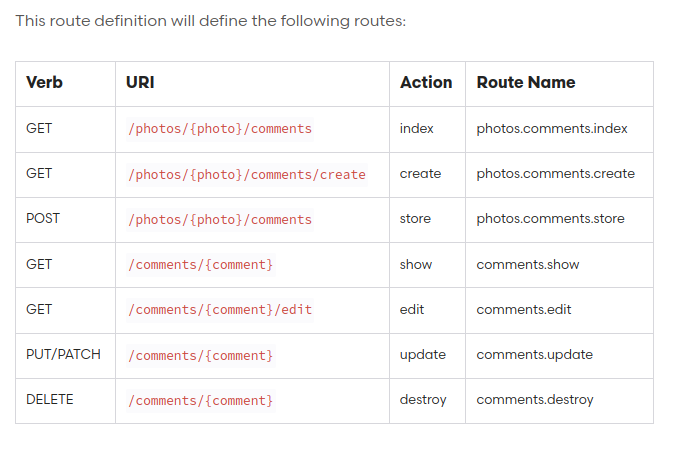 This route definition will define the following routes:
Verb URI Action Route Name
GET /photos/{photo}/comments index photos.comments.index
GET /photos/{photo}/comments/create create photos.comments.create
POST /photos/{photo}/comments store photos.comments.store
GET /comments/{comment} show comments.show
GET /comments/{comment}/edit edit comments.edit
PUT/PATCH /comments/{comment} update comments.update
DELETE /comments/{comment} destroy comments.destroy